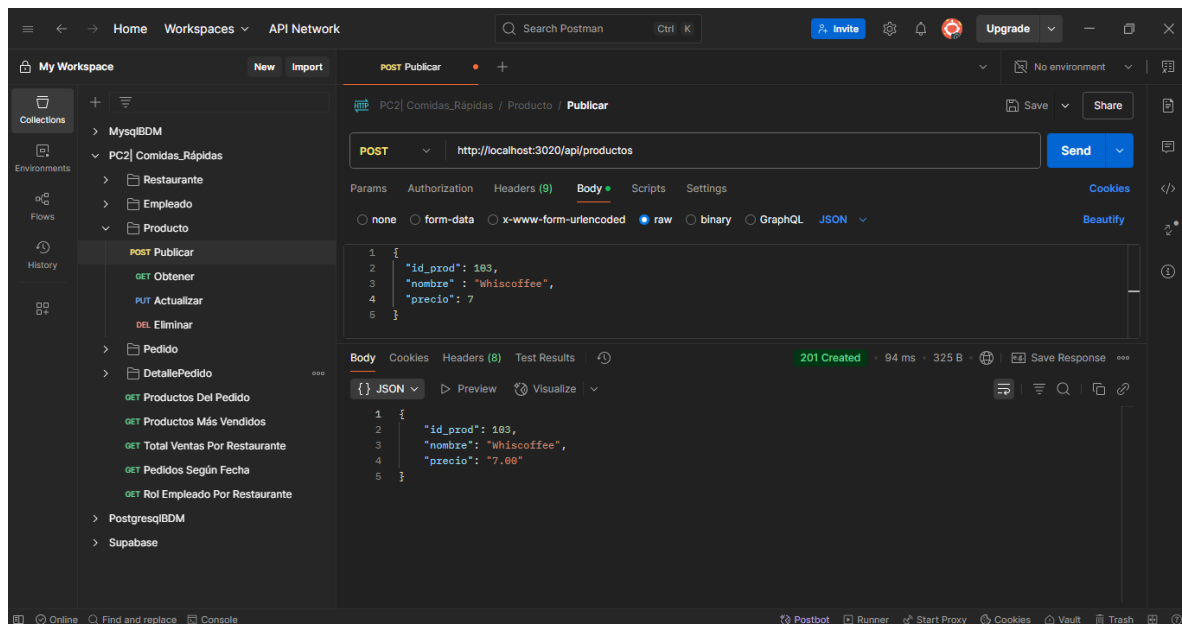 Home Workspaces API Network Search Postman Ctrl K Invite Upgrade
My Workspace New Import POST Publicar No environment
Collections
Environments
Flows
History
MysqlBDM
PC2| Comidas_Rápidas
Restaurante
Empleado
Producto
POST Publicar
GET Obtener
PUT Actualizar
DEL Eliminar
Pedido
DetallePedido
GET Productos Del Pedido
GET Productos Más Vendidos
GET Total Ventas Por Restaurante
GET Pedidos Según Fecha
GET Rol Empleado Por Restaurante
PostgresqlBDM
Supabase
HTTP PC2| Comidas_Rápidas / Producto / Publicar Save Share
POST http://localhost:3020/api/productos Send
Params Authorization Headers (9) Body Scripts Settings Cookies
none form-data x-www-form-urlencoded raw binary GraphQL JSON Beautify
1 {
2 "id_prod": 103,
3 "nombre" : "Whiscoffee",
4 "precio": 7
5 }
Body Cookies Headers (8) Test Results 201 Created 94 ms 325 B Save Response
{} JSON Preview Visualize
1 {
2 "id_prod": 103,
3 "nombre": "Whiscoffee",
4 "precio": "7.00"
5 }
Online Find and replace Console Postbot Runner Start Proxy Cookies Vault Trash